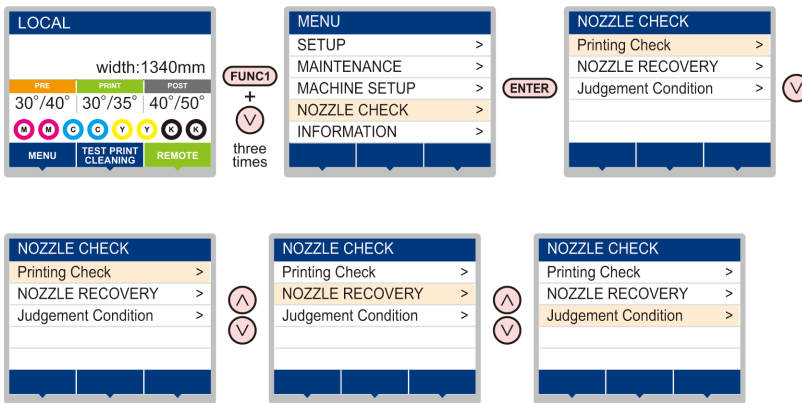 LOCAL
width:1340mm
PRE PRINT POST
30°/40° 30°/35° 40°/50°
M M C C Y Y K K
MENU TEST PRINT CLEANING REMOTE
FUNC1
+
three
times
MENU
SETUP >
MAINTENANCE >
MACHINE SETUP >
NOZZLE CHECK >
INFORMATION >
ENTER
NOZZLE CHECK
Printing Check >
NOZZLE RECOVERY >
Judgement Condition >
NOZZLE CHECK
Printing Check >
NOZZLE RECOVERY >
Judgement Condition >
NOZZLE CHECK
Printing Check >
NOZZLE RECOVERY >
Judgement Condition >
NOZZLE CHECK
Printing Check >
NOZZLE RECOVERY >
Judgement Condition >